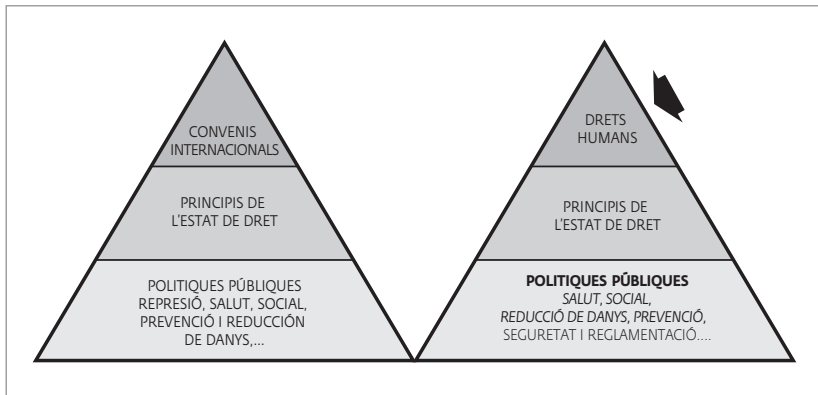 CONVENIS
INTERNACIONALS
PRINCIPIS DE
L'ESTAT DE DRET
POLITIQUES PÚBLIQUES
REPRESIÓ, SALUT, SOCIAL,
PREVENCIÓ I REDUCCIÓN
DE DANYS,...
DRETS
HUMANS
PRINCIPIS DE
L'ESTAT DE DRET
POLITIQUES PÚBLIQUES
SALUT, SOCIAL,
REDUCCIÓ DE DANYS, PREVENCIÓ,
SEGURETAT I REGLAMENTACIÓ....